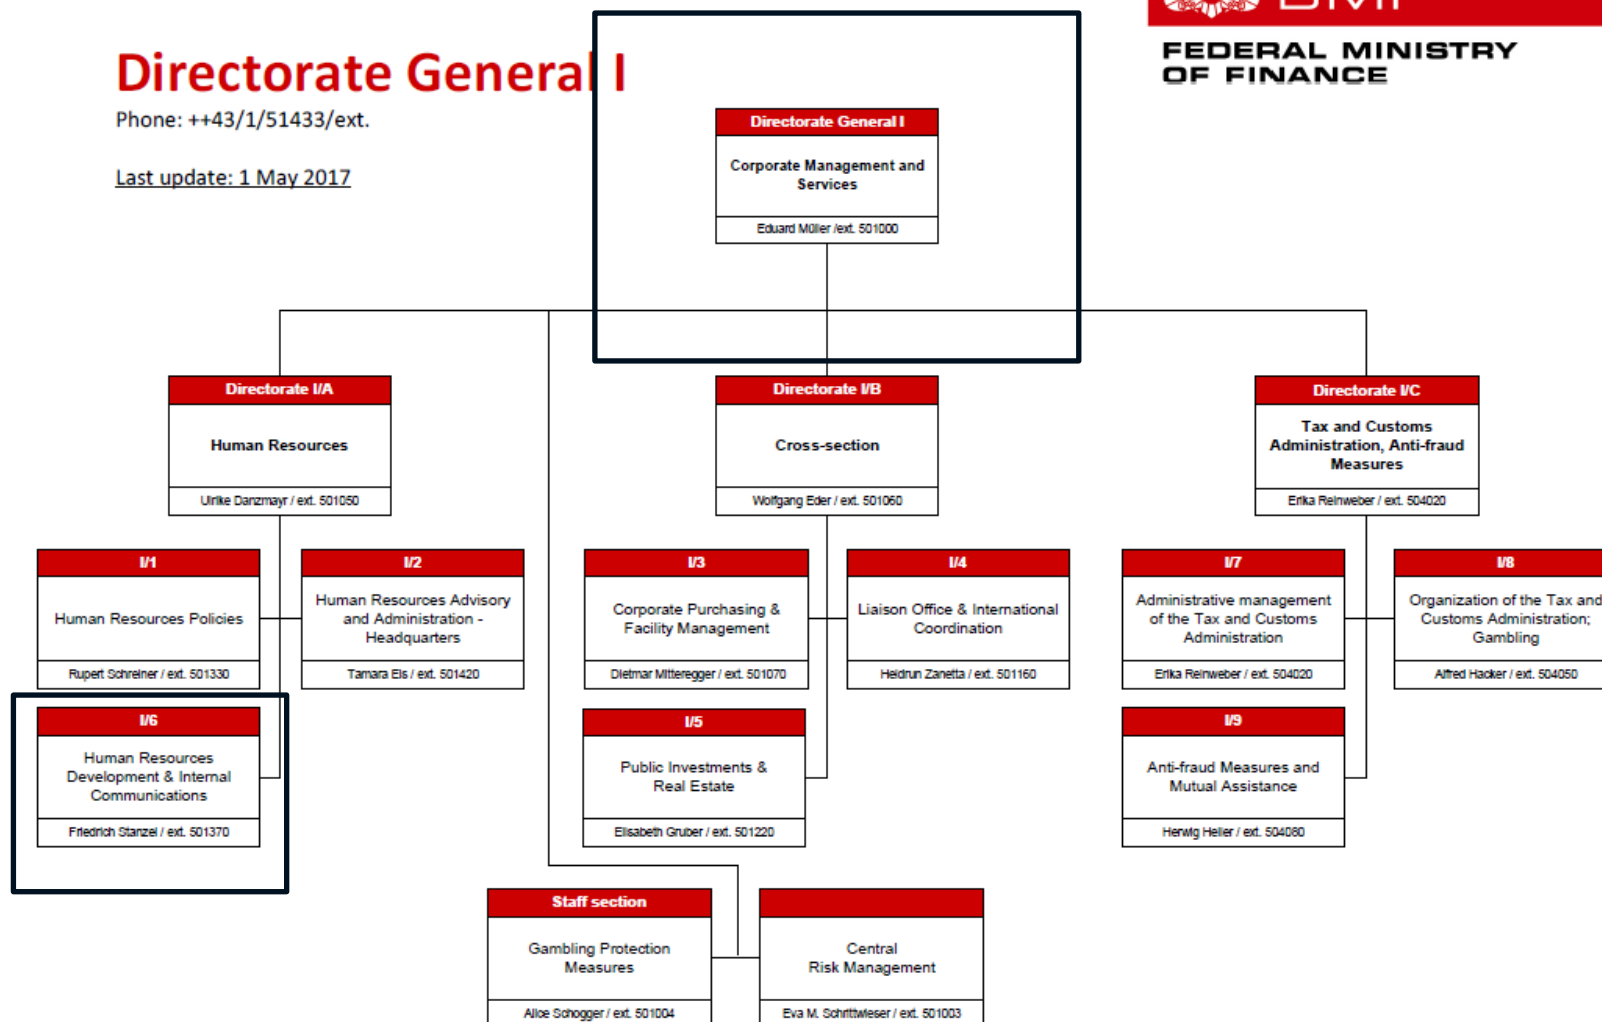 FEDERAL MINISTRY
OF FINANCE
Directorate General I
Phone: ++43/1/51433/ext.
Last update: 1 May 2017
Directorate General I
Corporate Management and
Services
Eduard Müller /ext. 501000
Directorate I/A
Human Resources
Ulrike Danzmayr / ext. 501050
Directorate I/B
Cross-section
Wolfgang Eder / ext. 501060
Directorate I/C
Tax and Customs
Administration, Anti-fraud
Measures
Erika Reinweber / ext. 504020
I/1
Human Resources Policies
Rupert Schreiner / ext. 501330
I/2
Human Resources Advisory
and Administration -
Headquarters
Tamara Els / ext. 501420
I/3
Corporate Purchasing &
Facility Management
Dietmar Mitteregger / ext. 501070
I/4
Liaison Office & International
Coordination
Heidrun Zanetta / ext. 501160
I/7
Administrative management
of the Tax and Customs
Administration
Erika Reinweber / ext. 504020
I/8
Organization of the Tax and
Customs Administration;
Gambling
Alfred Hacker / ext. 504050
I/6
Human Resources
Development & Internal
Communications
Friedrich Stanzel / ext. 501370
I/5
Public Investments &
Real Estate
Elisabeth Gruber / ext. 501220
I/9
Anti-fraud Measures and
Mutual Assistance
Herwig Heller / ext. 504080
Staff section
Gambling Protection
Measures
Alice Schogger / ext. 501004
Central
Risk Management
Eva M. Schrittwieser / ext. 501003